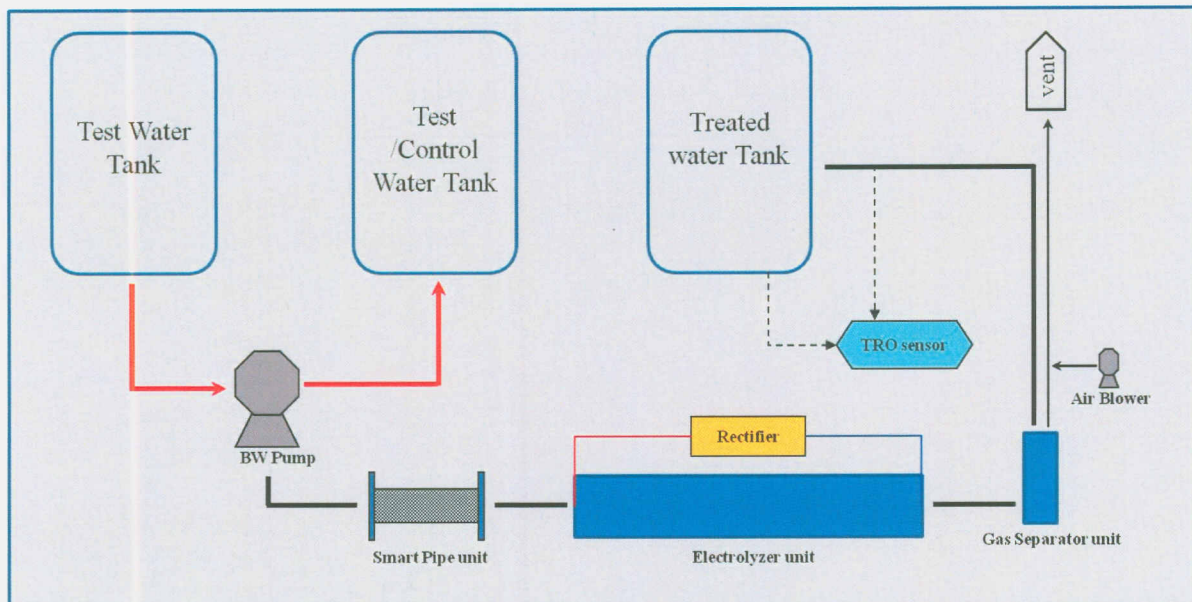 Test Water
Tank
Test
/Control
Water Tank
Treated
water Tank
vent
TRO sensor
Air Blower
BW Pump
Rectifier
Smart Pipe unit
Electrolyzer unit
Gas Separator unit